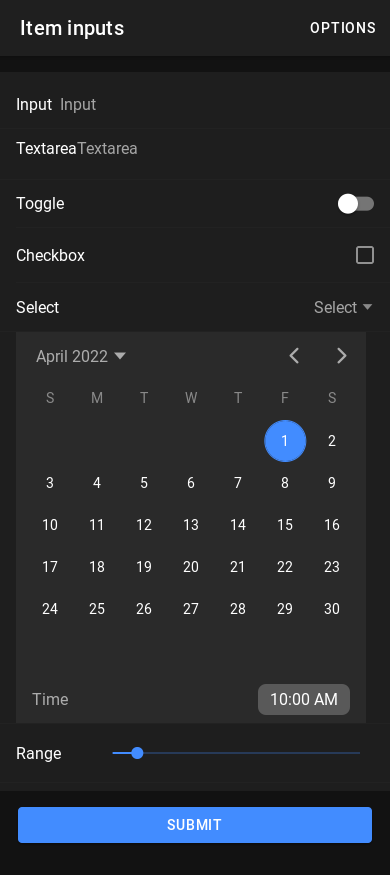 Item inputs OPTIONS
Input Input
Textarea Textarea
Toggle
Checkbox
Select Select
April 2022
S M T W T F S
1 2
3 4 5 6 7 8 9
10 11 12 13 14 15 16
17 18 19 20 21 22 23
24 25 26 27 28 29 30
Time 10:00 AM
Range
SUBMIT